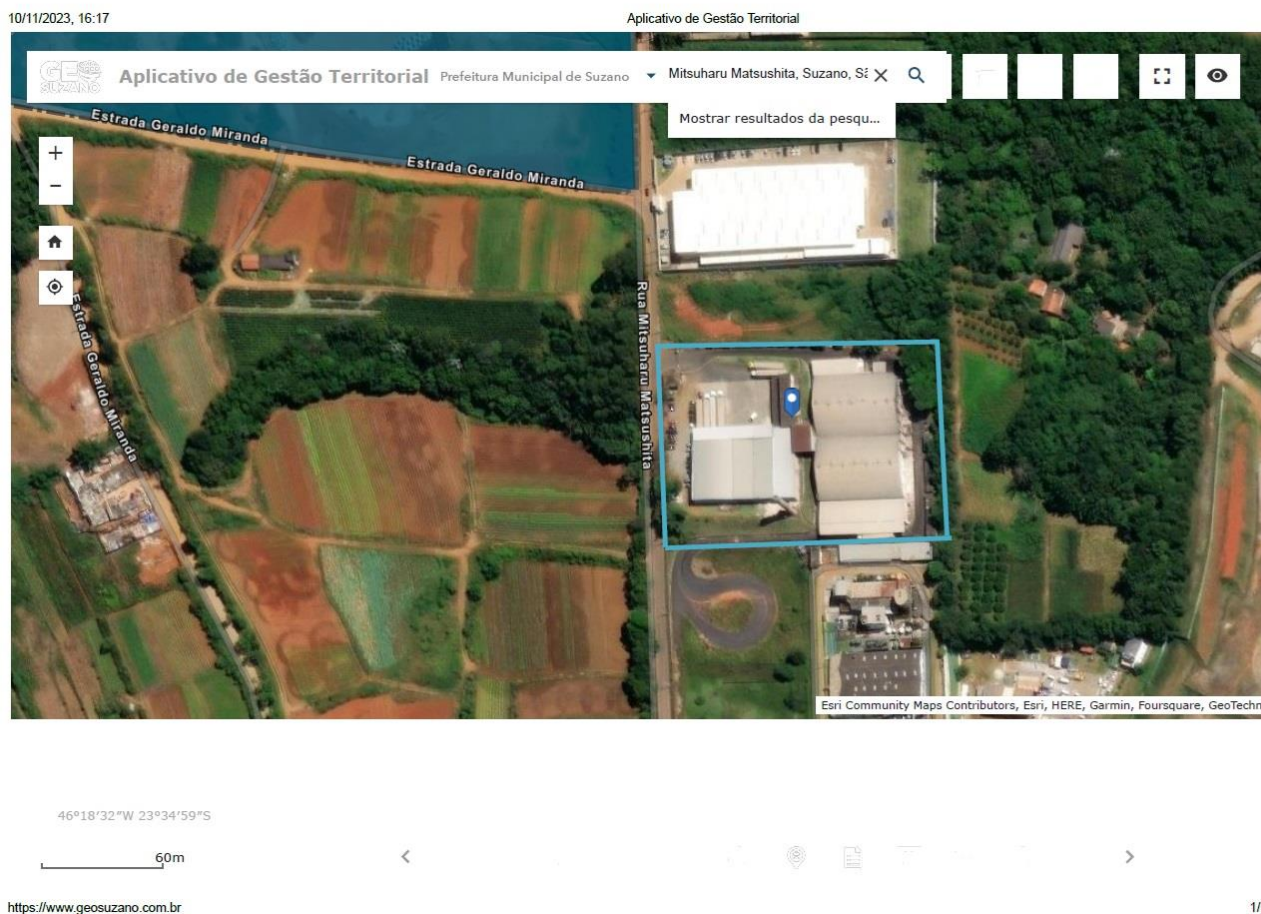 10/11/2023, 16:17
Aplicativo de Gestão Territorial
GEO
SUZANO
Aplicativo de Gestão Territorial
Prefeitura Municipal de Suzano
Mitsuharu Matsushita, Suzano, Sã
Mostrar resultados da pesqu...
Estrada Geraldo Miranda
Estrada Geraldo Miranda
+
−
Estrada Geraldo Miranda
Rua Mitsuharu Matsushita
Esri Community Maps Contributors, Esri, HERE, Garmin, Foursquare, GeoTechn
46°18'32"W 23°34'59"S
60m
https://www.geosuzano.com.br
1/